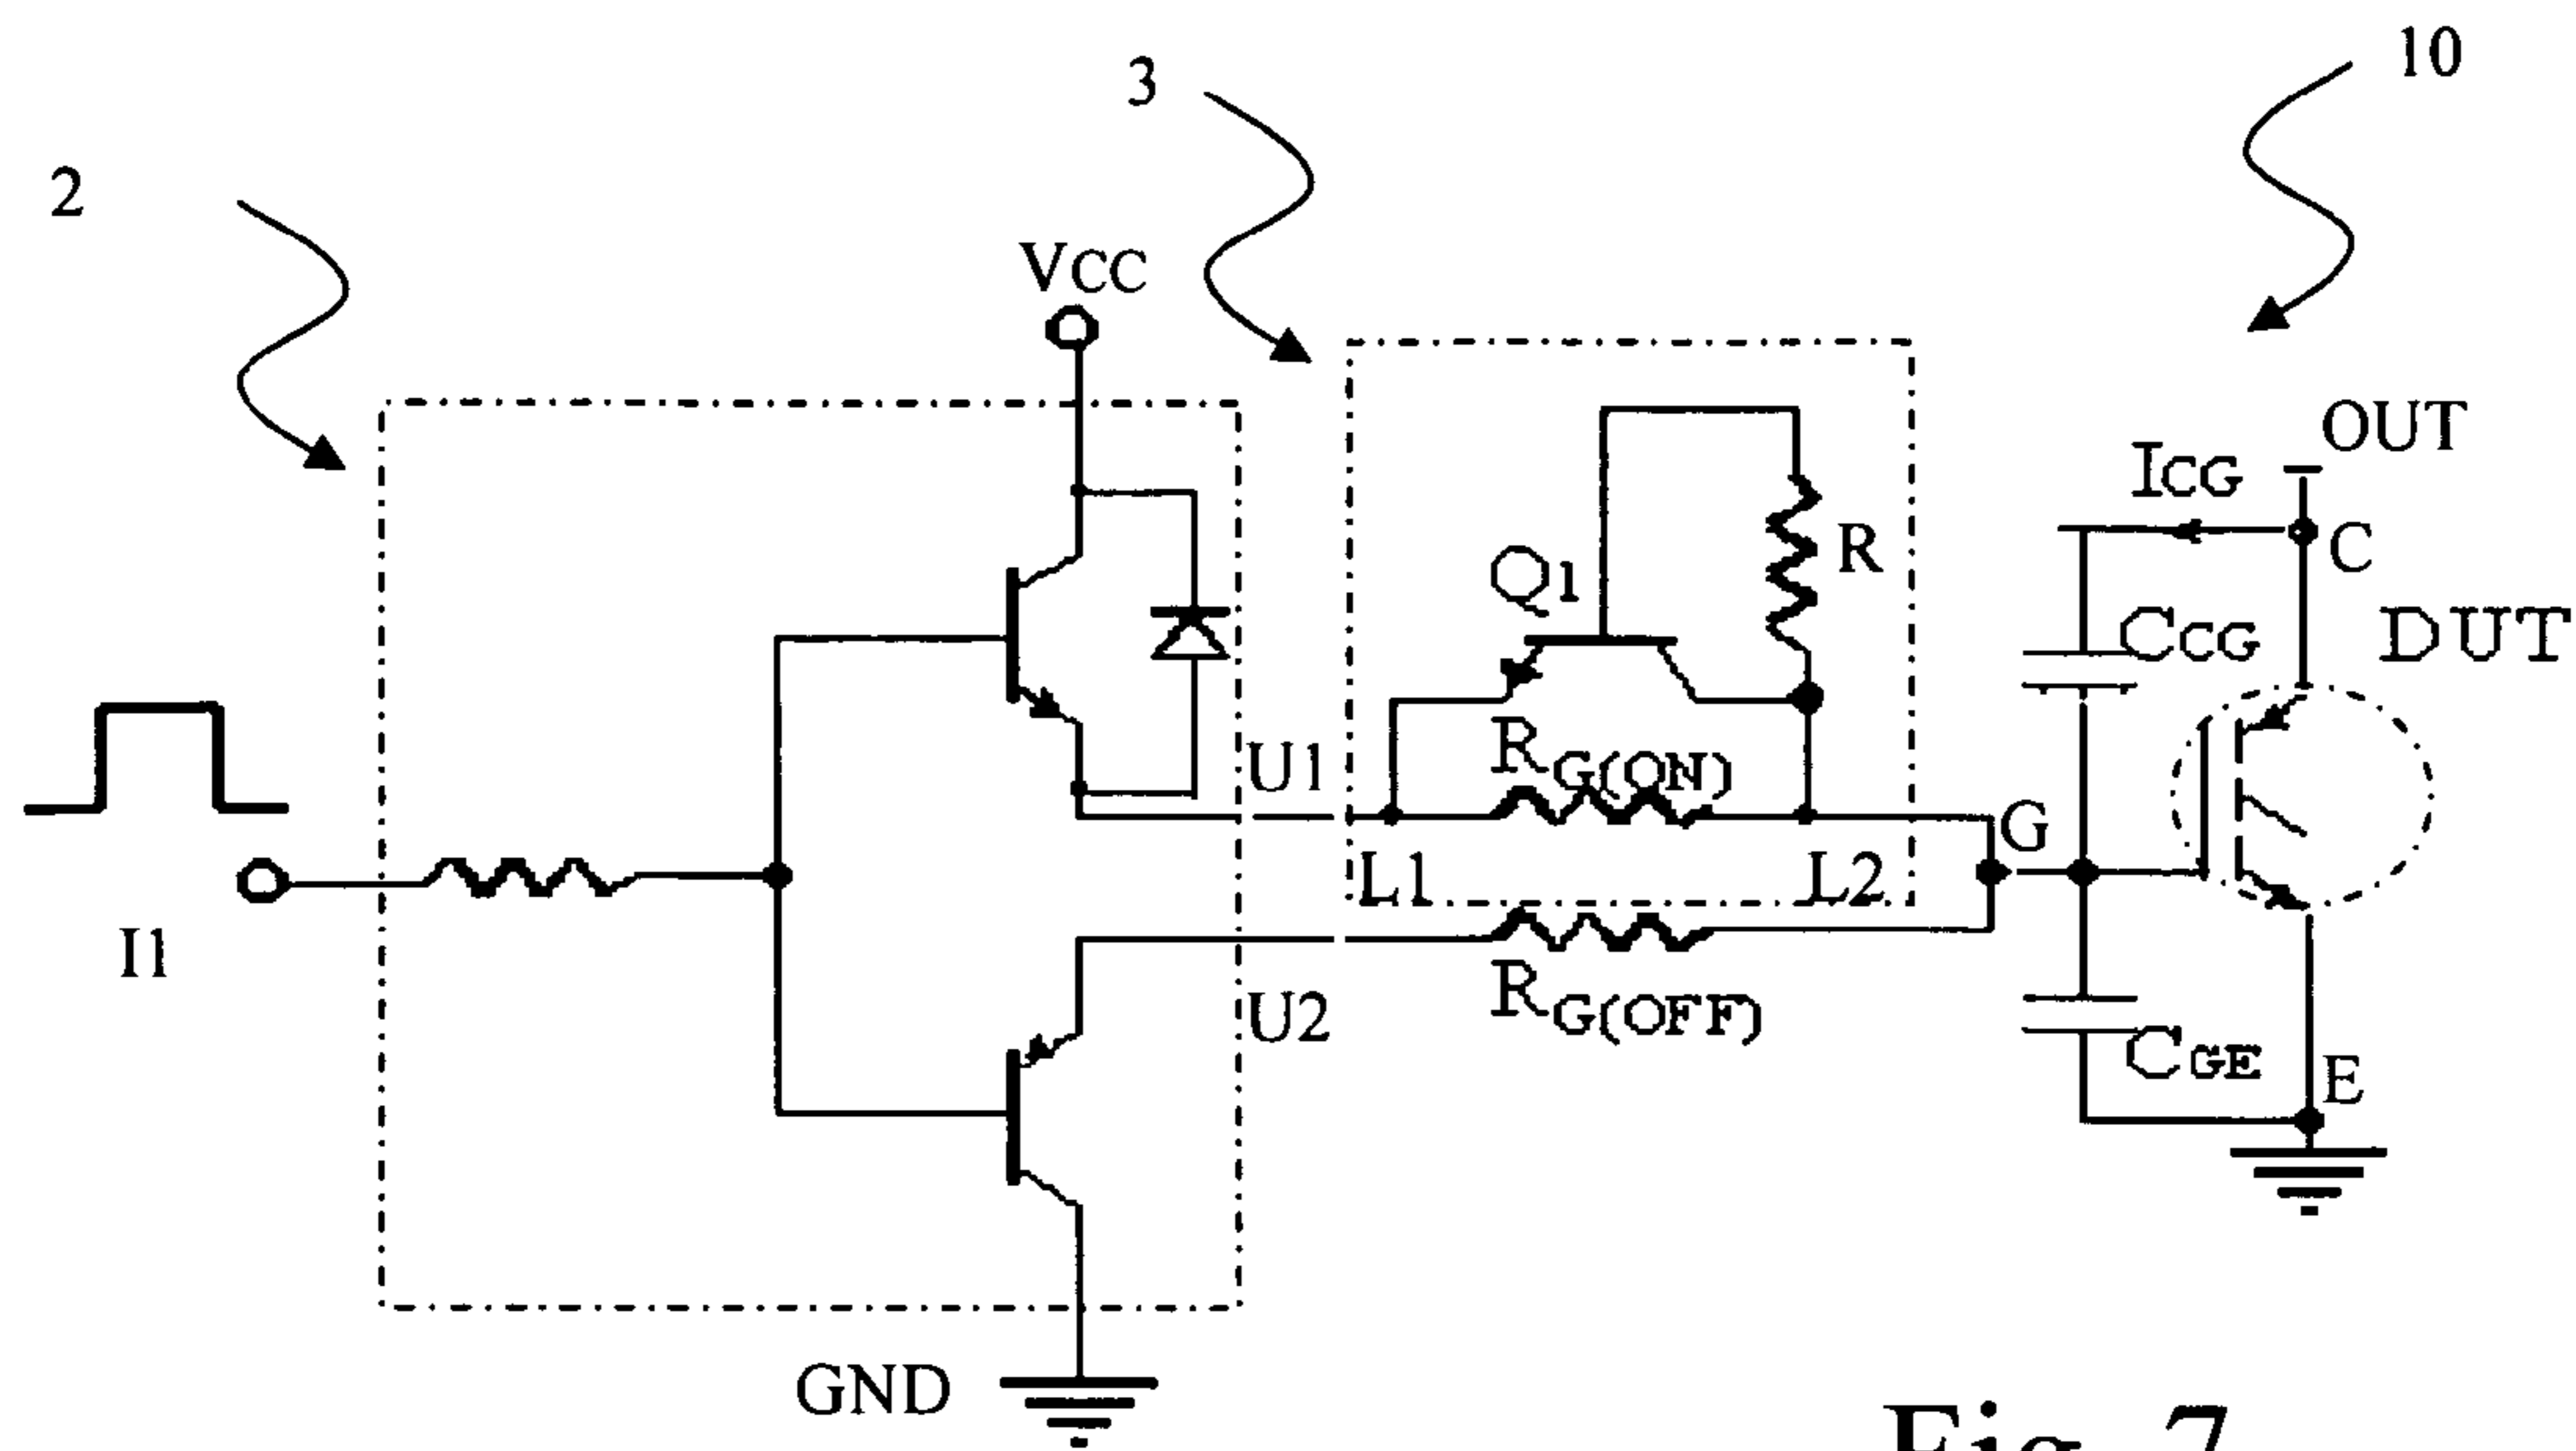 10
3
2
VCC
OUT
ICG
C
R
Q1
CCG
DUT
RG(ON)
U1
G
L1
L2
I1
RG(OFF)
U2
CGE
E
GND
Fig. 7